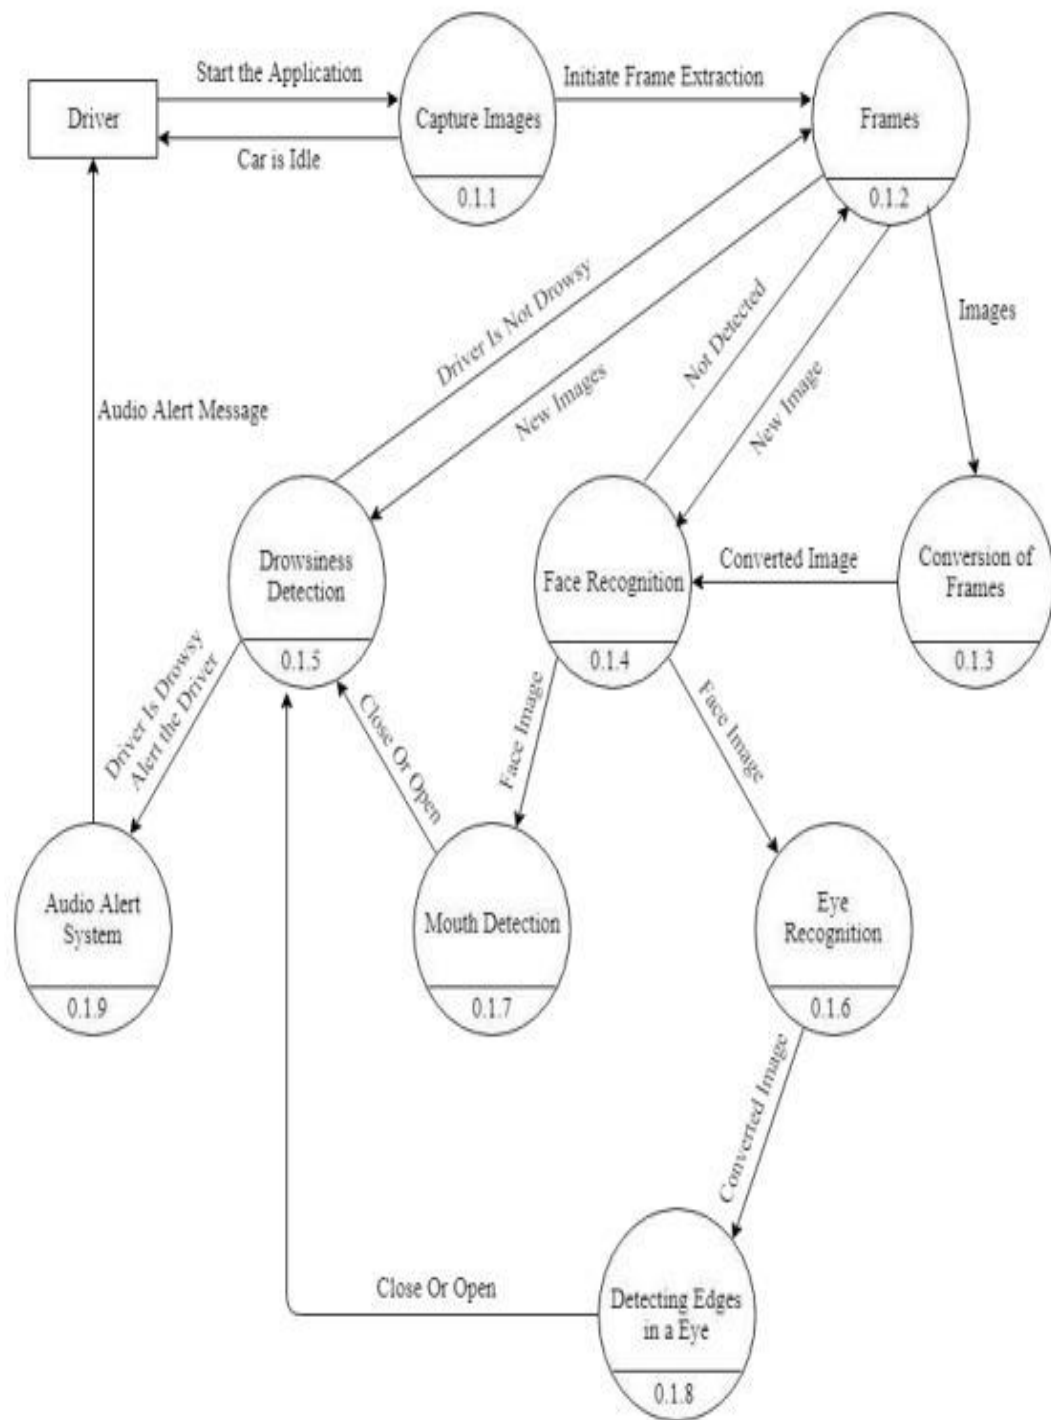 Start the Application
Initiate Frame Extraction
Driver
Capture Images
Frames
Car is Idle
0.1.1
0.1.2
Driver Is Not Drowsy
New Images
Not Detected
New Image
Images
Audio Alert Message
Drowsiness
Detection
0.1.5
Face Recognition
0.1.4
Converted Image
Conversion of
Frames
0.1.3
Driver Is Drowsy
Alert the Driver
Close Or Open
Face Image
Face Image
Audio Alert
System
0.1.9
Mouth Detection
0.1.7
Eye
Recognition
0.1.6
Converted Image
Close Or Open
Detecting Edges
in a Eye
0.1.8